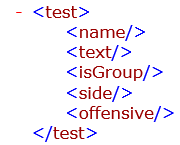 - <test>
<name/>
<text/>
<isGroup/>
<side/>
<offensive/>
</test>